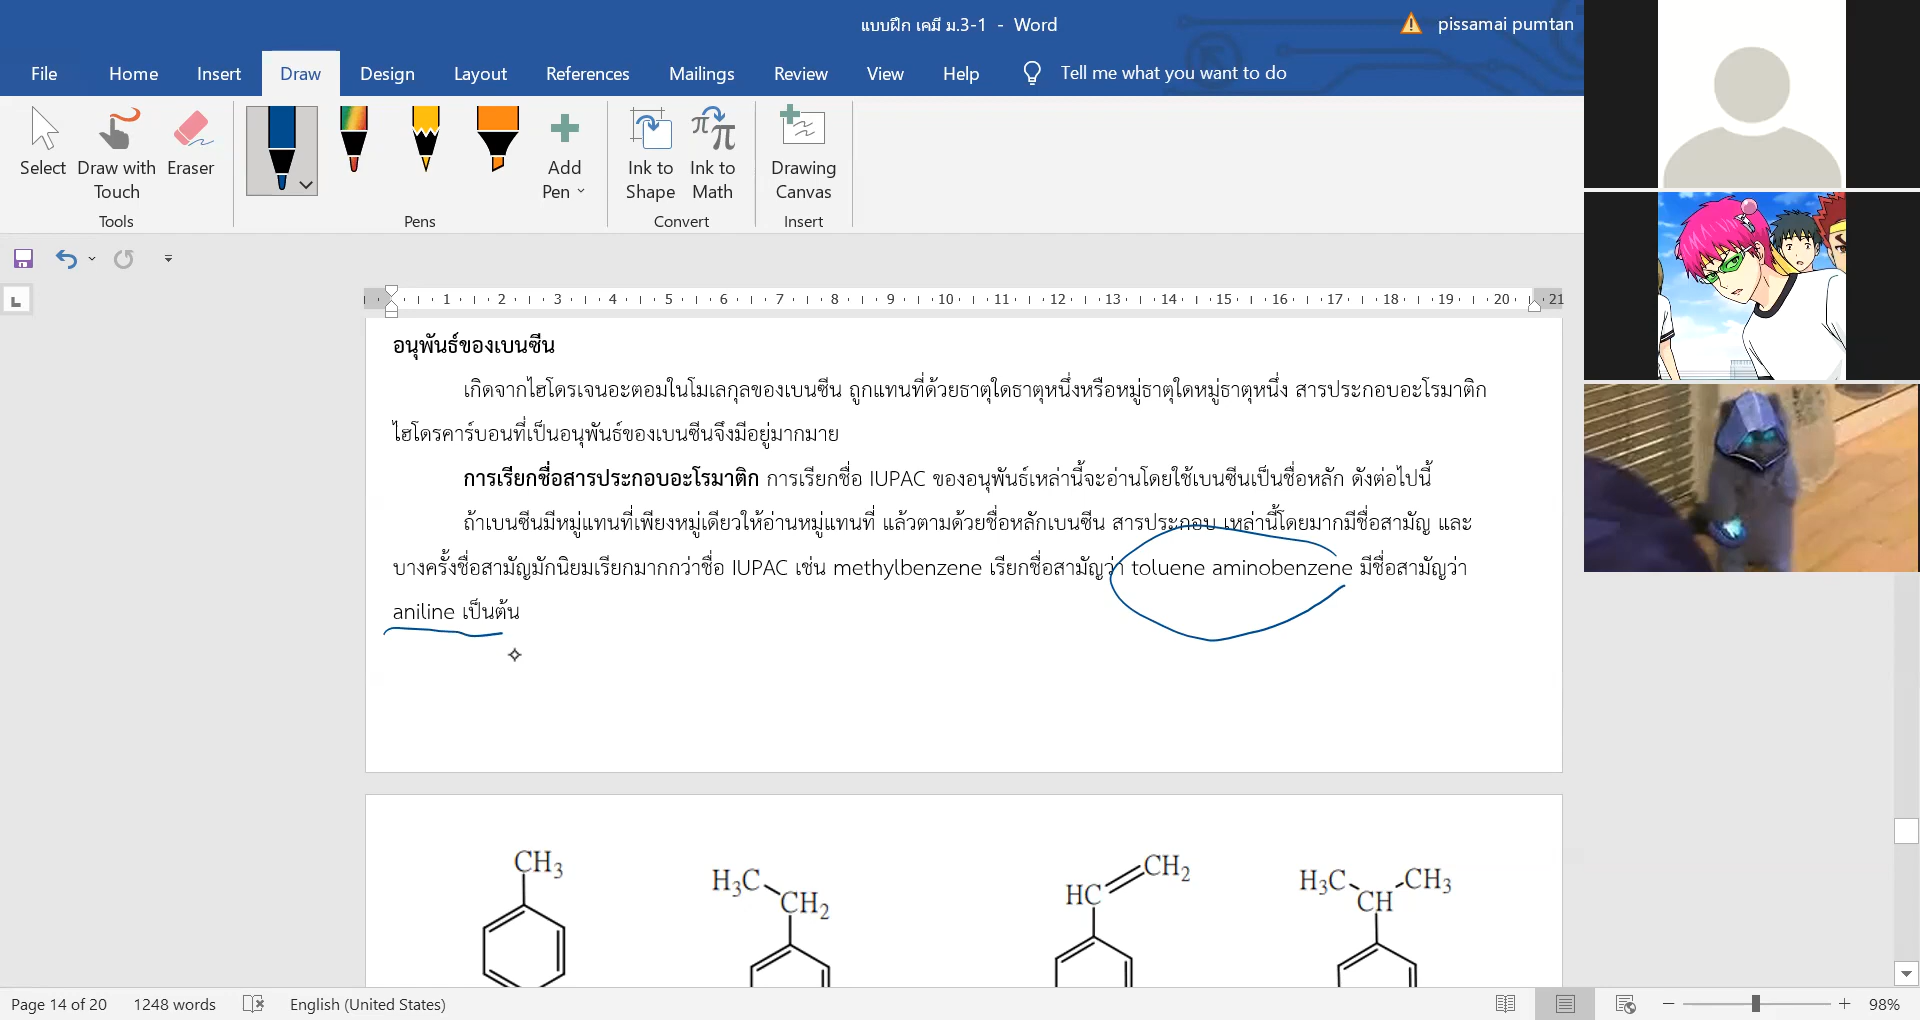 แบบฝึก เคมี ม.3-1 - Word
pissamai pumtan
File Home Insert Draw Design Layout References Mailings Review View Help Tell me what you want to do
Select Draw with Touch Eraser
Tools
Pens
Add Pen
Ink to Shape Ink to Math
Convert
Drawing Canvas
Insert
1 2 3 4 5 6 7 8 9 10 11 12 13 14 15 16 17 18 19 20 21
อนุพันธ์ของเบนซีน
เกิดจากไฮโดรเจนอะตอมในโมเลกุลของเบนซีน ถูกแทนที่ด้วยธาตุใดธาตุหนึ่งหรือหมู่ธาตุใดหมู่ธาตุหนึ่ง สารประกอบอะโรมาติก
ไฮโดรคาร์บอนที่เป็นอนุพันธ์ของเบนซีนจึงมีอยู่มากมาย
การเรียกชื่อสารประกอบอะโรมาติก การเรียกชื่อ IUPAC ของอนุพันธ์เหล่านี้จะอ่านโดยใช้เบนซีนเป็นชื่อหลัก ดังต่อไปนี้
ถ้าเบนซีนมีหมู่แทนที่เพียงหมู่เดียวให้อ่านหมู่แทนที่ แล้วตามด้วยชื่อหลักเบนซีน สารประกอบ เหล่านี้โดยมากมีชื่อสามัญ และ
บางครั้งชื่อสามัญมักนิยมเรียกมากกว่าชื่อ IUPAC เช่น methylbenzene เรียกชื่อสามัญว่า toluene aminobenzene มีชื่อสามัญว่า
aniline เป็นต้น
CH₃
H₃C CH₂
HC CH₂
H₃C CH CH₃
Page 14 of 20 1248 words English (United States) 98%